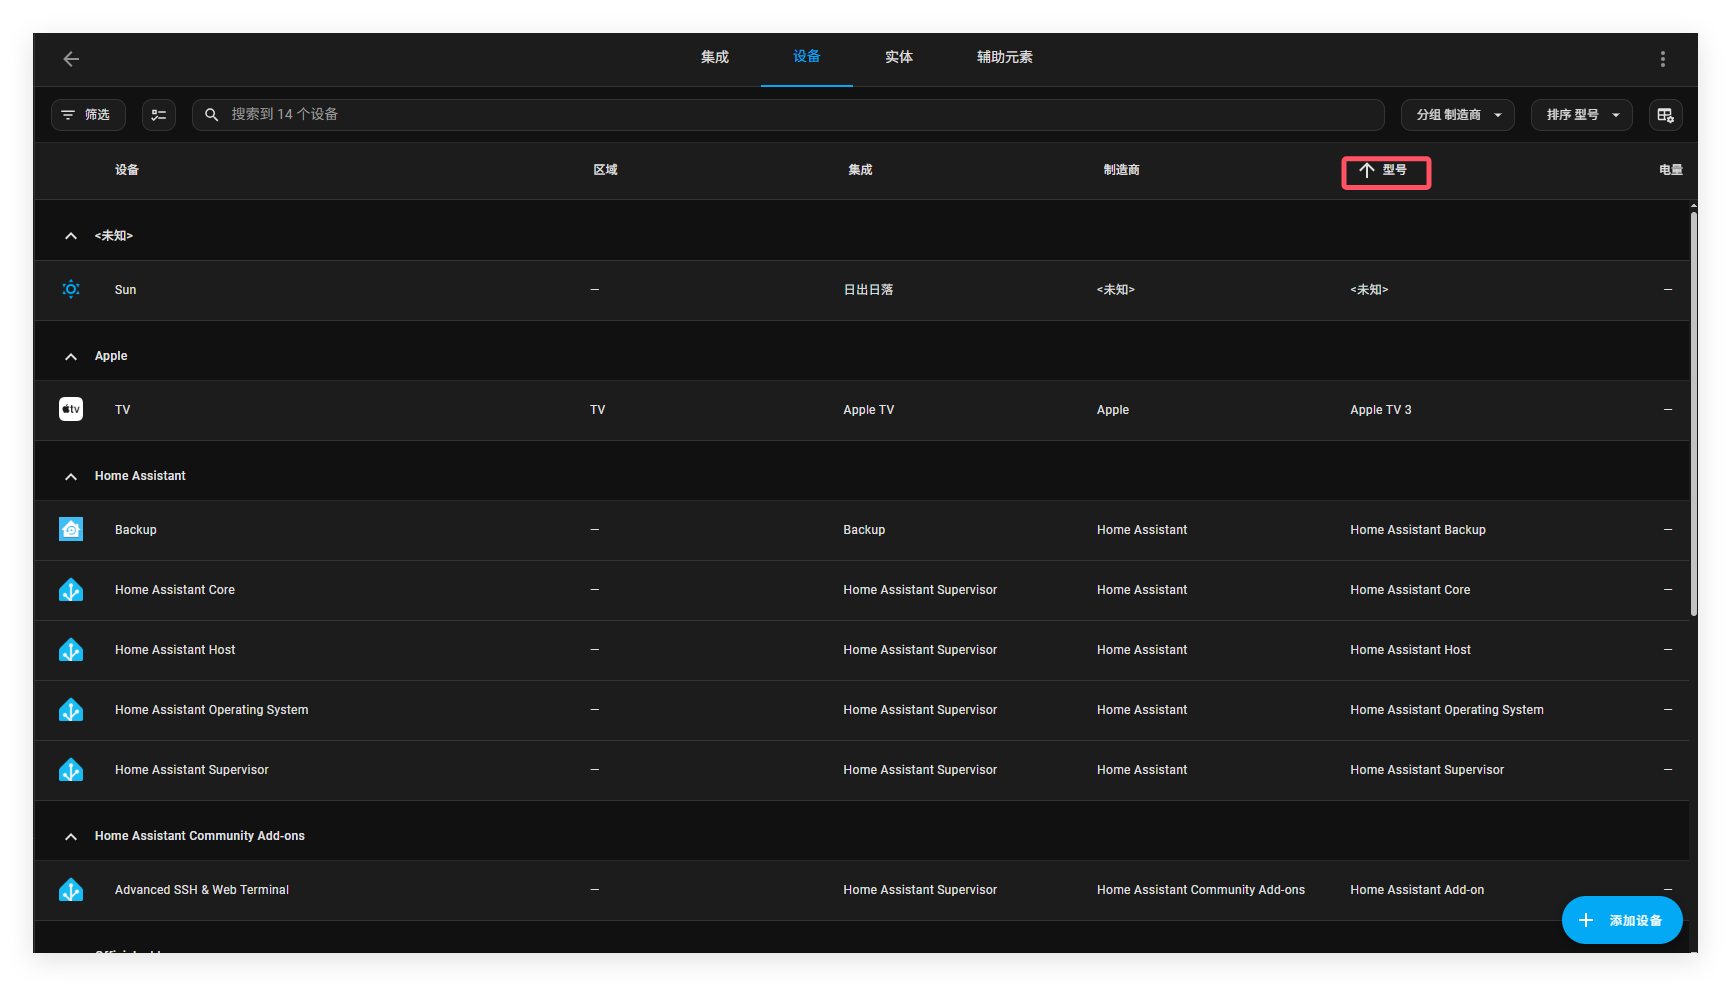 集成 设备 实体 辅助元素
筛选 搜索到 14 个设备 分组 制造商 排序 型号
设备 区域 集成 制造商 型号 电量
<未知>
Sun — 日出日落 <未知> <未知> —
Apple
tv TV TV Apple TV Apple Apple TV 3 —
Home Assistant
Backup — Backup Home Assistant Home Assistant Backup —
Home Assistant Core — Home Assistant Supervisor Home Assistant Home Assistant Core —
Home Assistant Host — Home Assistant Supervisor Home Assistant Home Assistant Host —
Home Assistant Operating System — Home Assistant Supervisor Home Assistant Home Assistant Operating System —
Home Assistant Supervisor — Home Assistant Supervisor Home Assistant Home Assistant Supervisor —
Home Assistant Community Add-ons
Advanced SSH & Web Terminal — Home Assistant Supervisor Home Assistant Community Add-ons Home Assistant Add-on —
添加设备